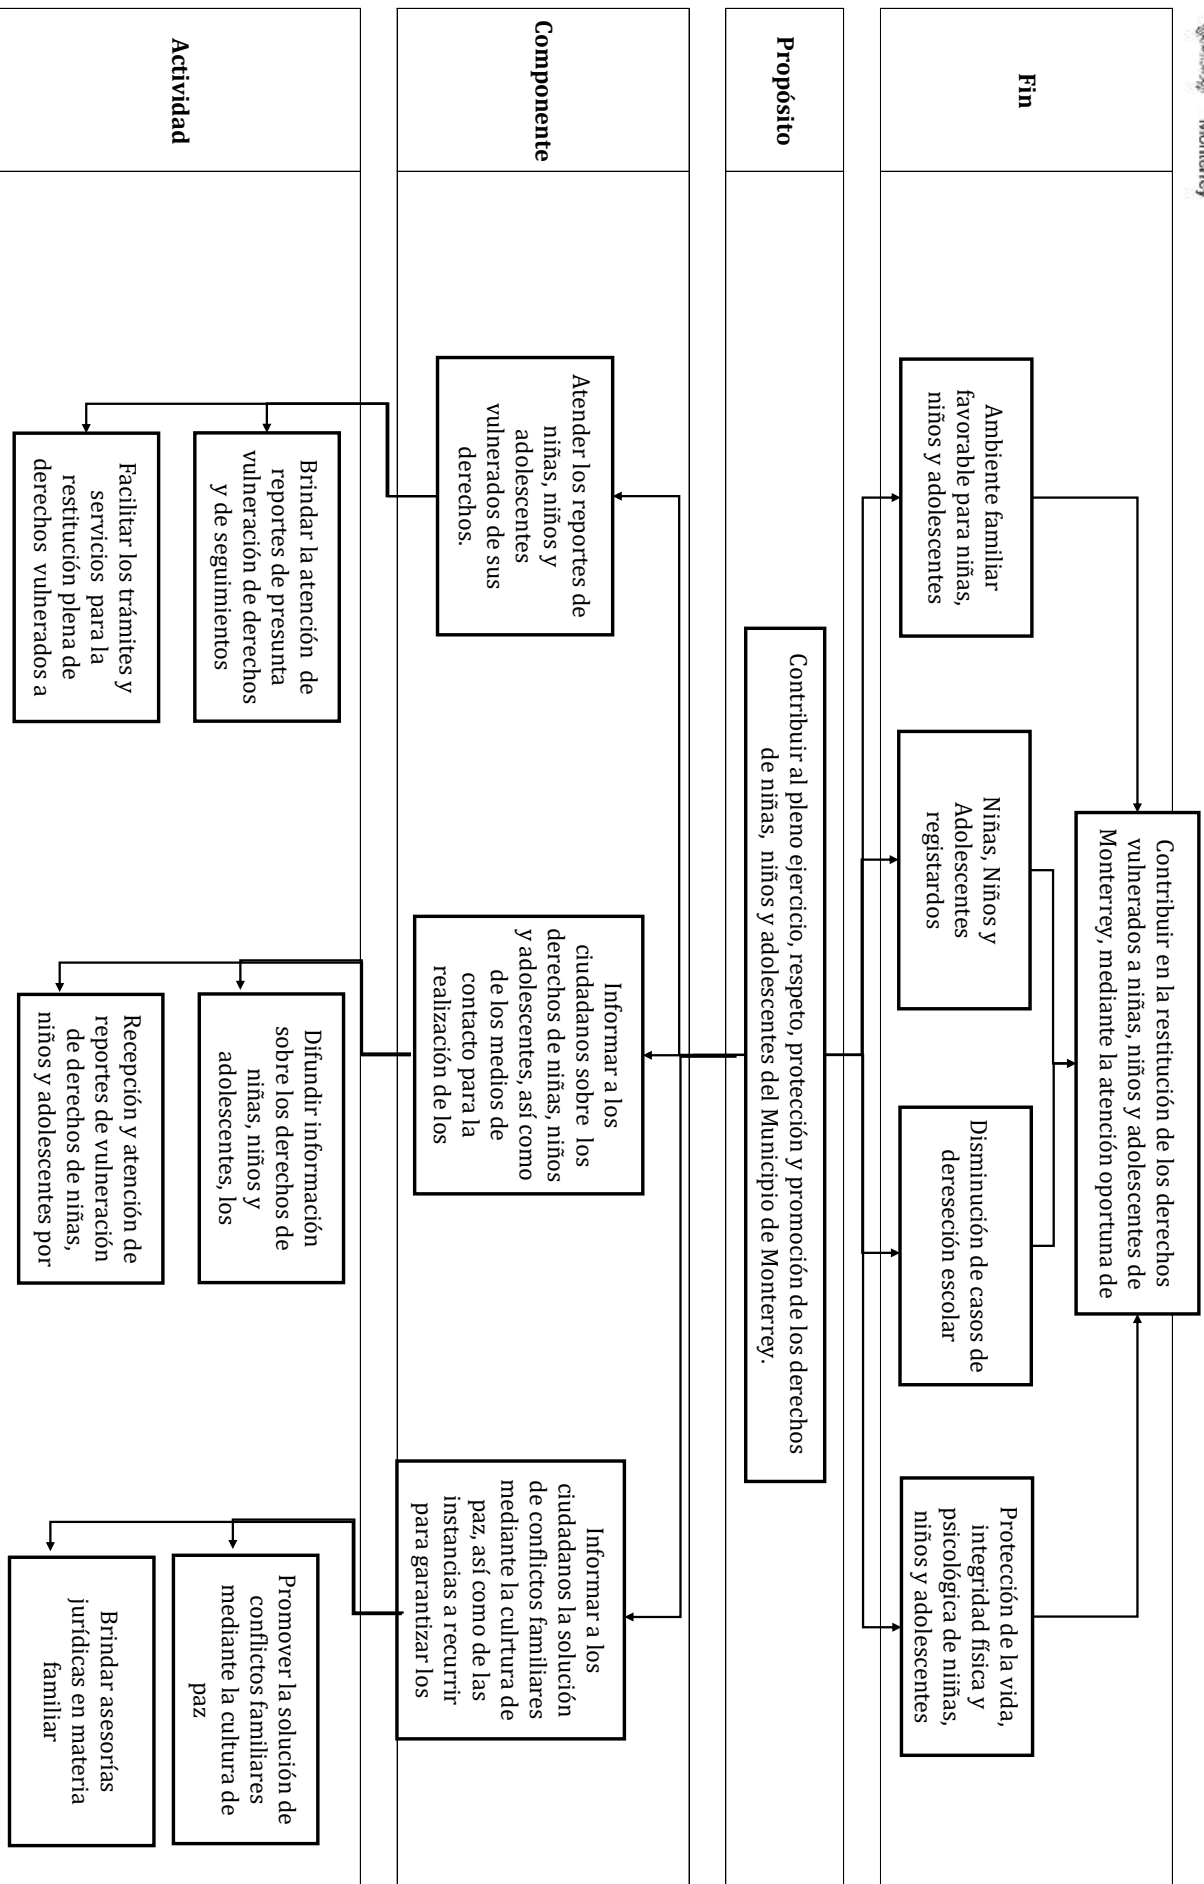 Monterrey
Fin
Contribuir en la restitución de los derechos
vulnerados a niñas, niños y adolescentes de
Monterrey, mediante la atención oportuna de
Ambiente familiar
favorable para niñas,
niños y adolescentes
Niñas, Niños y
Adolescentes
registardos
Disminución de casos de
dereseción escolar
Protección de la vida,
integridad física y
psicológica de niiñas,
niños y adolescentes
Propósito
Contribuir al pleno ejercicio, respeto, protección y promoción de los derechos
de niñas, niños y adolescentes del Municipio de Monterrey.
Componente
Atender los reportes de
niñas, niños y
adolescentes
vulnerados de sus
derechos.
Informar a los
ciudadanos sobre los
derechos de niñas, niños
y adolescentes, así como
de los medios de
contacto para la
realización de los
Informar a los
ciudadanos la solución
de conflictos familiares
mediante la culrtura de
paz, así como de las
instancias a recurrir
para garantizar los
Actividad
Brindar la atención de
reportes de presunta
vulneración de derechos
y de seguimientos
Difundir información
sobre los derechos de
niñas, niños y
adolescentes, los
Promover la solución de
conflictos familiares
mediante la cultura de
paz
Facilitar los trámites y
servicios para la
restitución plena de
derechos vulnerados a
Recepción y atención de
reportes de vulneración
de derechos de niñas,
niños y adolescentes por
Brindar asesorías
jurídicas en materia
familiar